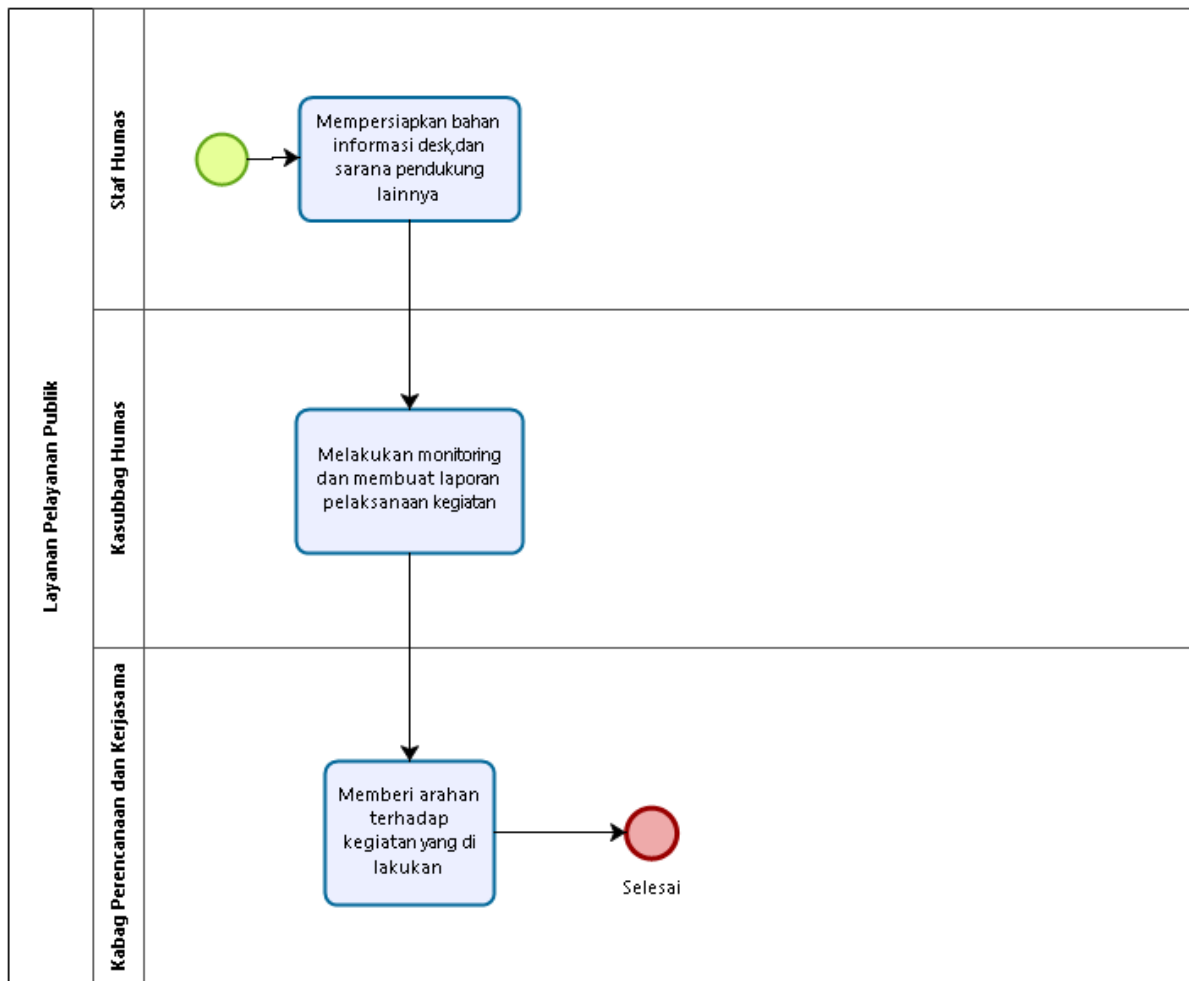 Layanan Pelayanan Publik
Staf Humas
Mempersiapkan bahan
informasi desk,dan
sarana pendukung
lainnya
Kasubbag Humas
Melakukan monitoring
dan membuat laporan
pelaksanaan kegiatan
Kabag Perencanaan dan Kerjasama
Memberi arahan
terhadap
kegiatan yang di
lakukan
Selesai